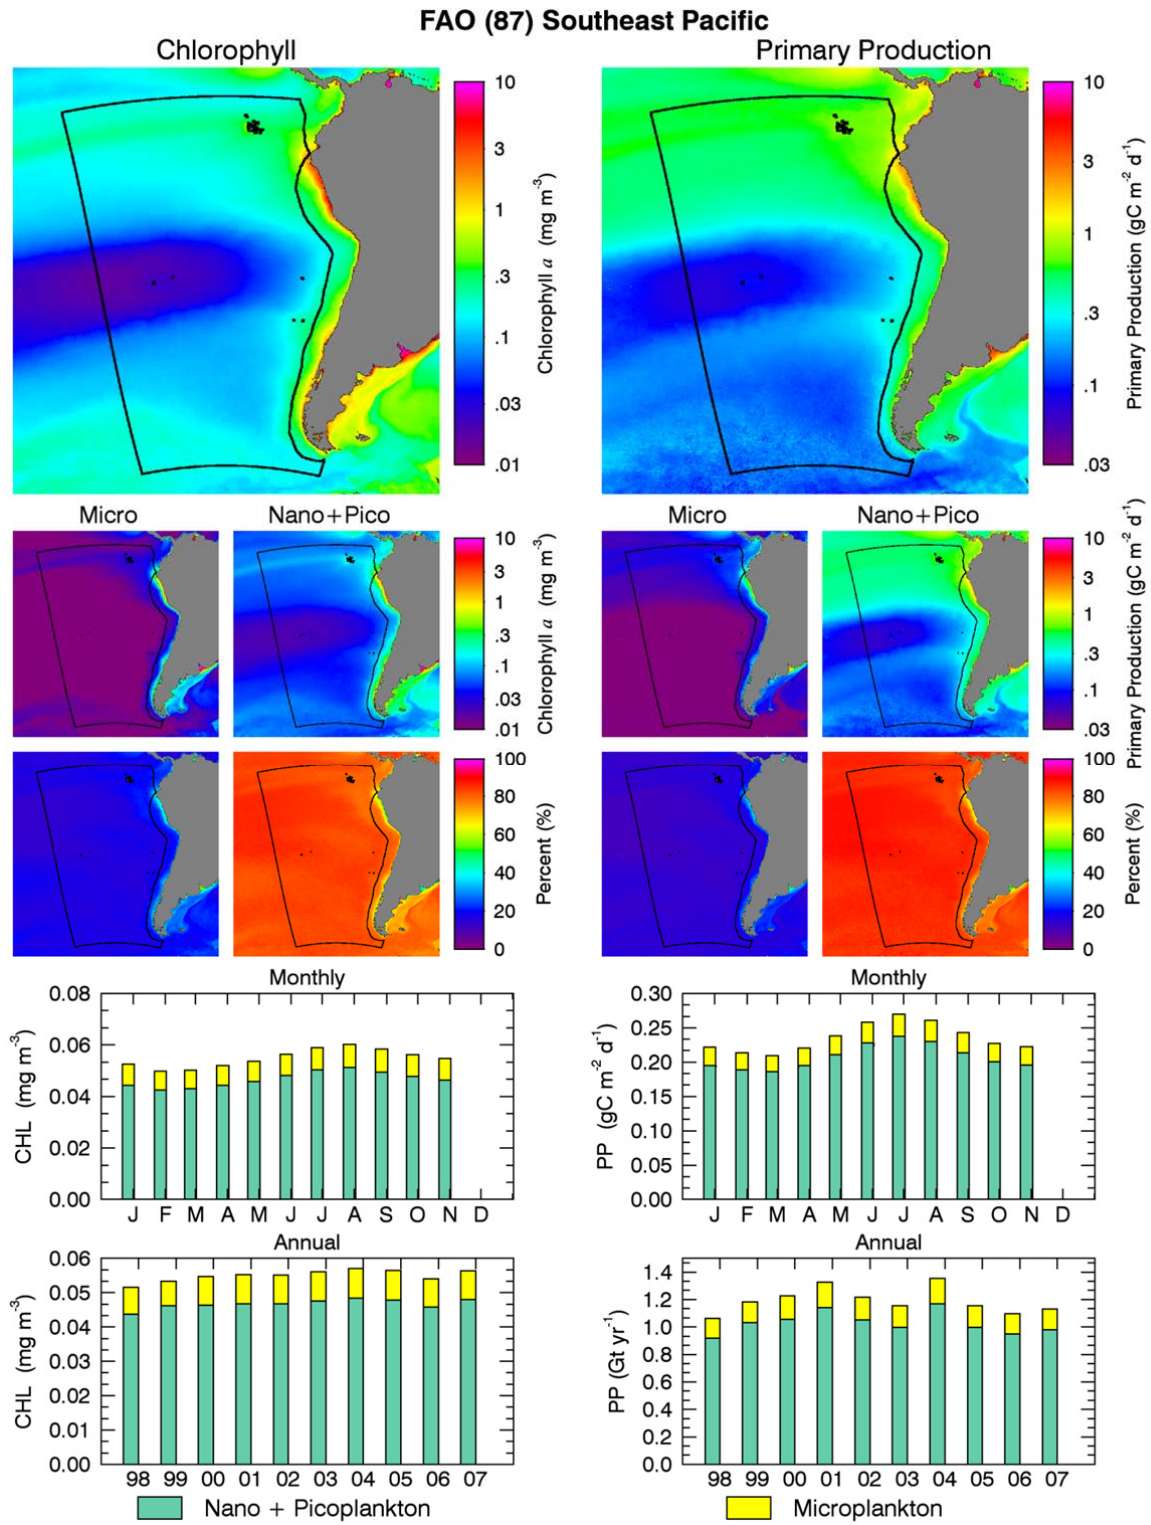 FAO (87) Southeast Pacific
Chlorophyll
Primary Production
10
3
1
.3
.1
.03
.01
Chlorophyll a (mg m-3)
10
3
1
.3
.1
.03
Primary Production (gC m-2 d-1)
Micro
Nano+Pico
10
3
1
.3
.1
.03
.01
Chlorophyll a (mg m-3)
Micro
Nano+Pico
10
3
1
.3
.1
.03
Primary Production (gC m-2 d-1)
100
80
60
40
20
0
Percent (%)
100
80
60
40
20
0
Percent (%)
Monthly
0.08
0.06
0.04
0.02
0.00
CHL (mg m-3)
J F M A M J J A S O N D
Monthly
0.30
0.25
0.20
0.15
0.10
0.05
0.00
PP (gC m-2 d-1)
J F M A M J J A S O N D
Annual
0.06
0.05
0.04
0.03
0.02
0.01
0.00
CHL (mg m-3)
98 99 00 01 02 03 04 05 06 07
Annual
1.4
1.2
1.0
0.8
0.6
0.4
0.2
0.0
PP (Gt yr-1)
98 99 00 01 02 03 04 05 06 07
Nano + Picoplankton
Microplankton